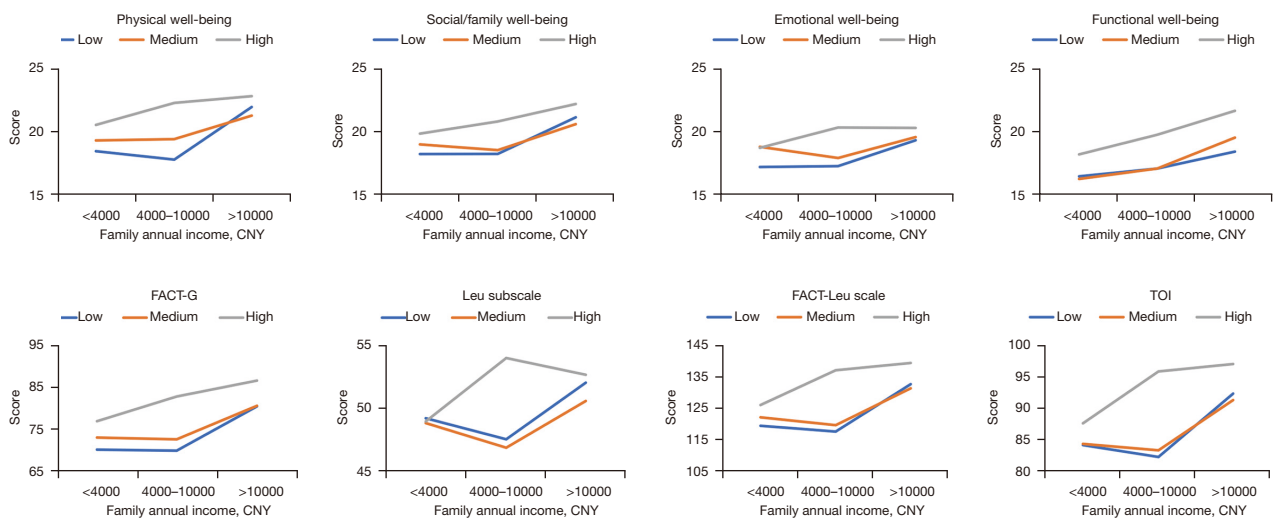 Physical well-being
Low Medium High
25
20
15
Score
<4000 4000–10000 >10000
Family annual income, CNY
Social/family well-being
Low Medium High
25
20
15
Score
<4000 4000–10000 >10000
Family annual income, CNY
Emotional well-being
Low Medium High
25
20
15
Score
<4000 4000–10000 >10000
Family annual income, CNY
Functional well-being
Low Medium High
25
20
15
Score
<4000 4000–10000 >10000
Family annual income, CNY
FACT-G
Low Medium High
95
85
75
65
Score
<4000 4000–10000 >10000
Family annual income, CNY
Leu subscale
Low Medium High
55
50
45
Score
<4000 4000–10000 >10000
Family annual income, CNY
FACT-Leu scale
Low Medium High
145
135
125
115
105
Score
<4000 4000–10000 >10000
Family annual income, CNY
TOI
Low Medium High
100
95
90
85
80
Score
<4000 4000–10000 >10000
Family annual income, CNY